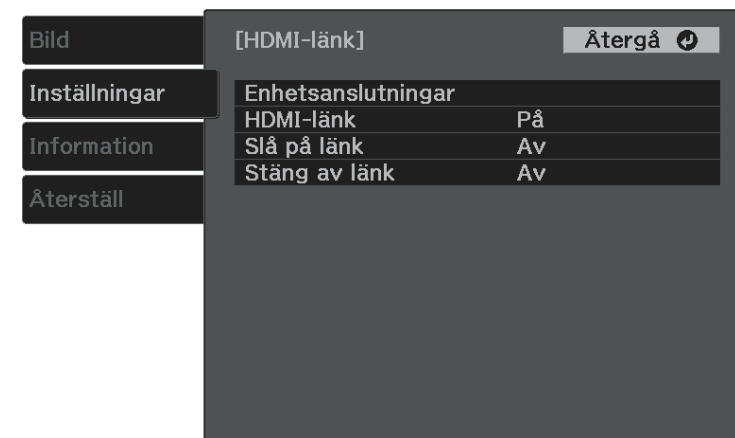 Bild
Inställningar
Information
Återställ
[HDMI-länk]
Återgå
Enhetsanslutningar
HDMI-länk På
Slå på länk Av
Stäng av länk Av